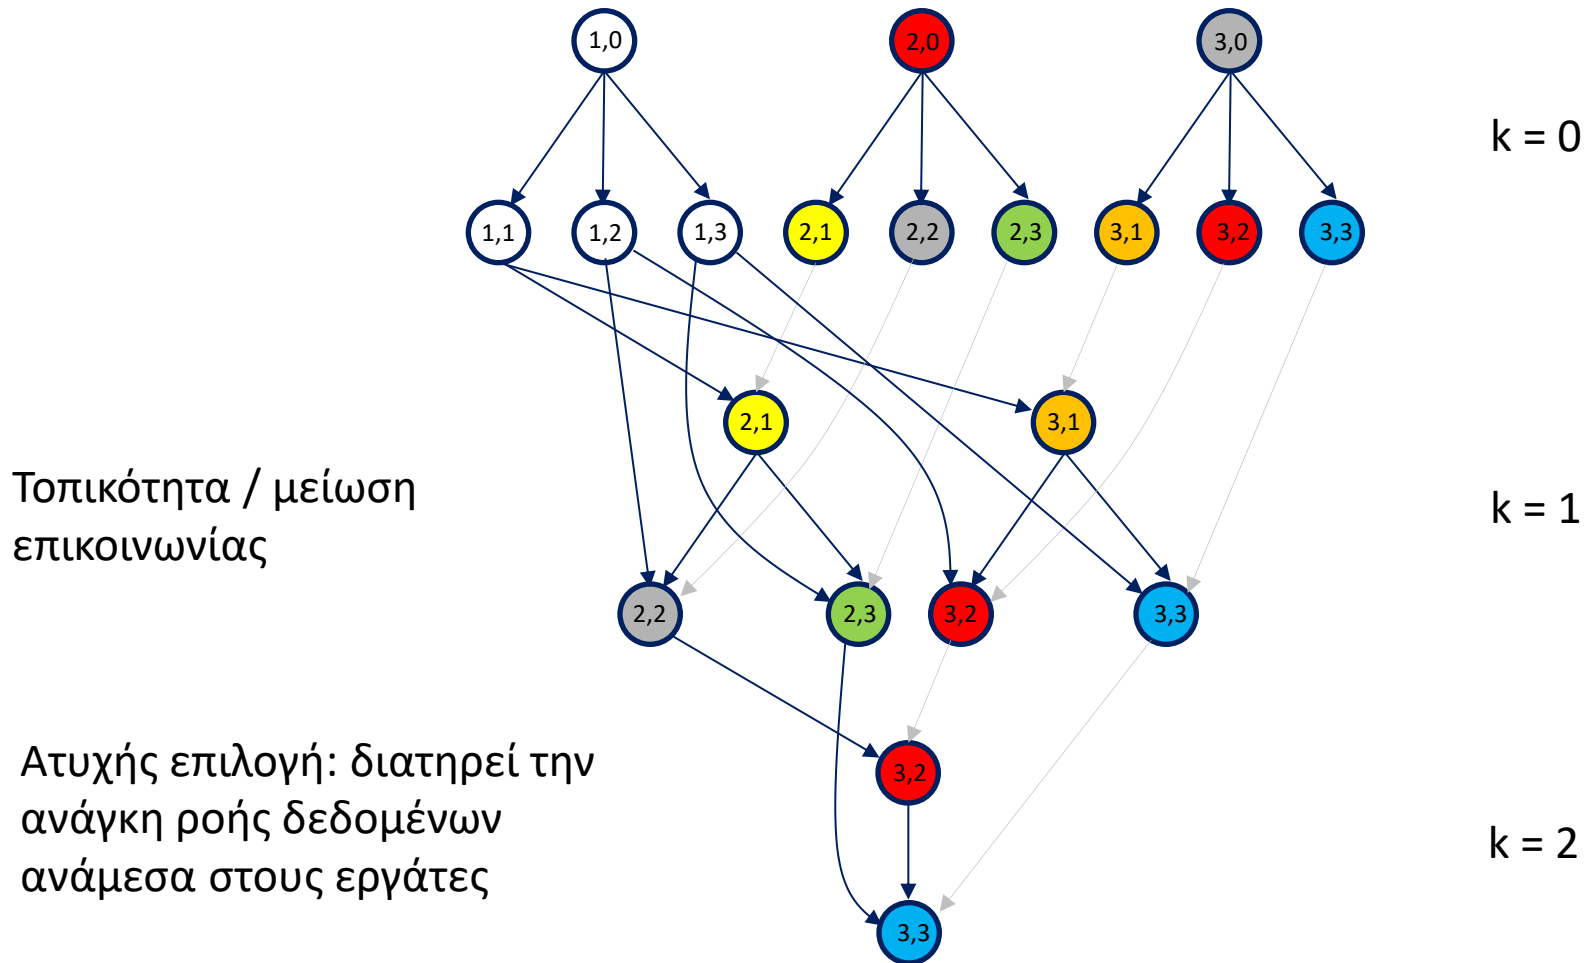 1,0
2,0
3,0
k = 0
1,1
1,2
1,3
2,1
2,2
2,3
3,1
3,2
3,3
2,1
3,1
Τοπικότητα / μείωση
επικοινωνίας
k = 1
2,2
2,3
3,2
3,3
Ατυχής επιλογή: διατηρεί την
ανάγκη ροής δεδομένων
ανάμεσα στους εργάτες
3,2
k = 2
3,3